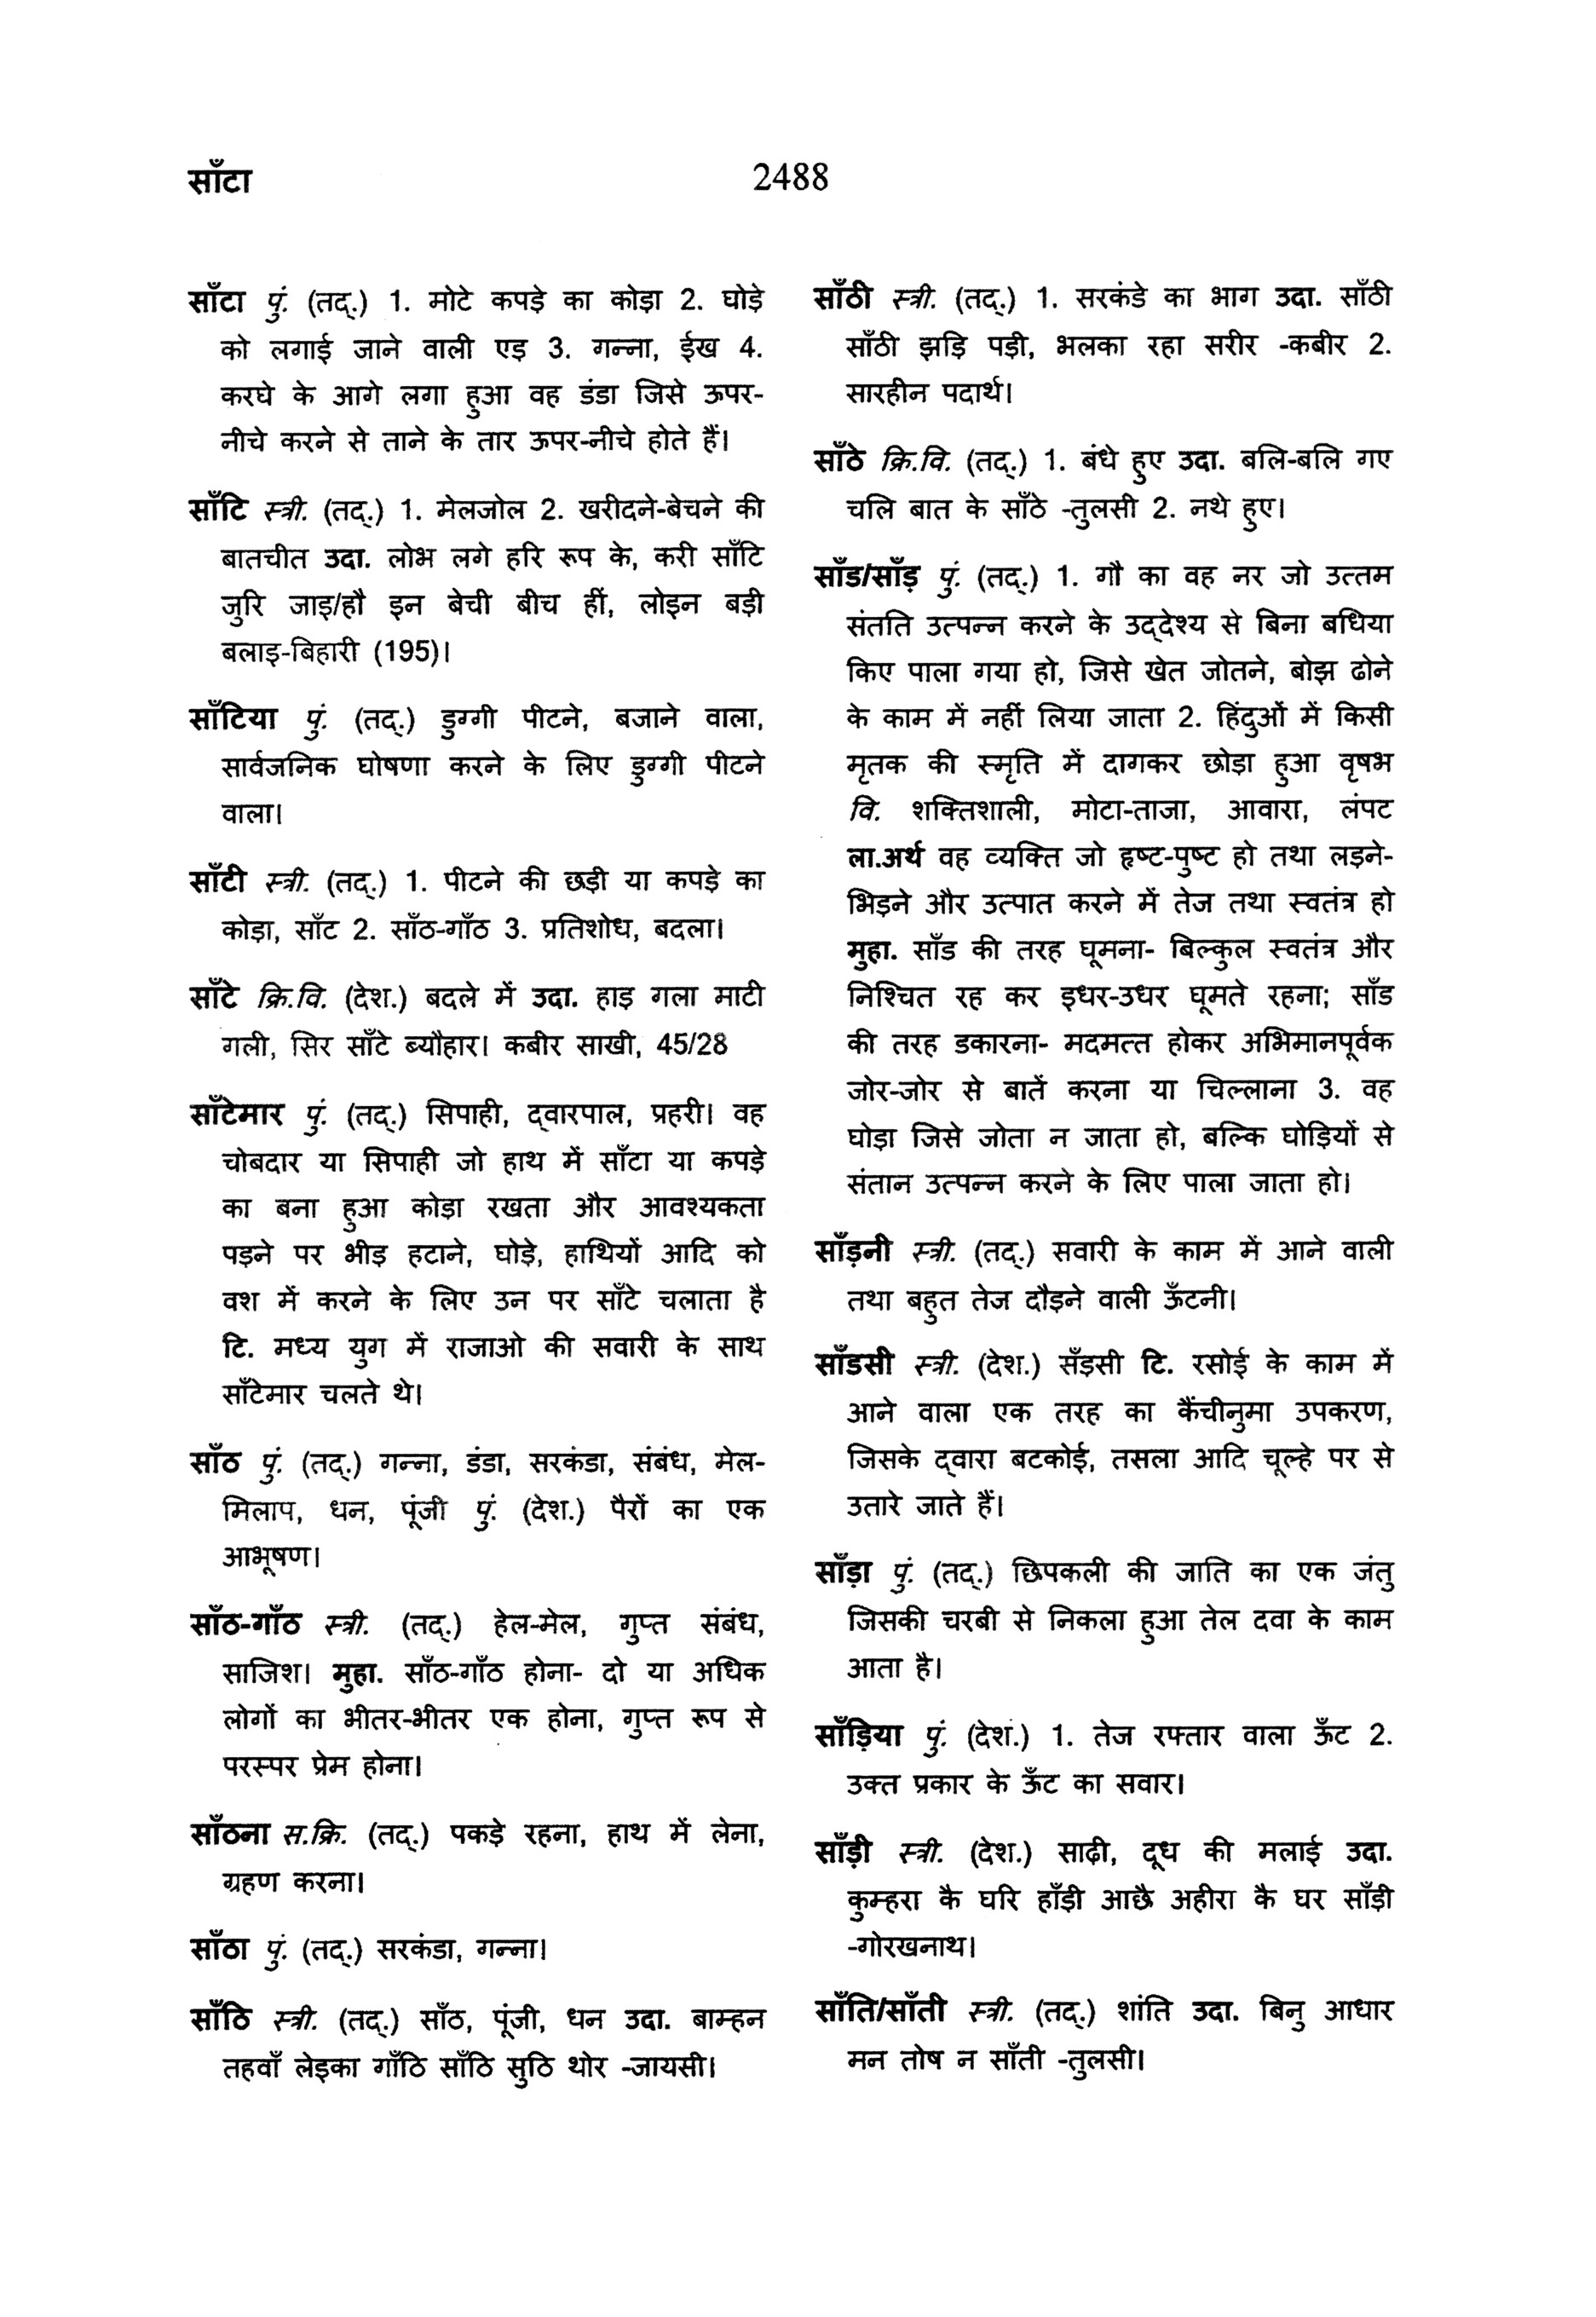 साँटा
2488
साँटा पुं. (तद्.) 1. मोटे कपड़े का कोड़ा 2. घोड़े
को लगाई जाने वाली एड़ 3. गन्ना, ईख 4.
करघे के आगे लगा हुआ वह डंडा जिसे ऊपर-
नीचे करने से ताने के तार ऊपर-नीचे होते हैं।
साँटि स्त्री. (तद्.) 1. मेलजोल 2. खरीदने-बेचने की
बातचीत उदा. लोभ लगे हरि रूप के, करी साँटि
जुरि जाइ/हौ इन बेची बीच हीं, लोइन बड़ी
बलाइ-बिहारी (195)।
साँटिया पुं. (तद्.) डुग्गी पीटने, बजाने वाला,
सार्वजनिक घोषणा करने के लिए डुग्गी पीटने
वाला।
साँटी स्त्री. (तद्.) 1. पीटने की छड़ी या कपड़े का
कोड़ा, साँट 2. साँठ-गाँठ 3. प्रतिशोध, बदला।
साँटे क्रि.वि. (देश.) बदले में उदा. हाइ गला माटी
गली, सिर साँटे ब्यौहार। कबीर साखी, 45/28
साँटेमार पुं. (तद्.) सिपाही, द्वारपाल, प्रहरी। वह
चोबदार या सिपाही जो हाथ में साँटा या कपड़े
का बना हुआ कोड़ा रखता और आवश्यकता
पड़ने पर भीड़ हटाने, घोड़े, हाथियों आदि को
वश में करने के लिए उन पर साँटे चलाता है
टि. मध्य युग में राजाओ की सवारी के साथ
साँटेमार चलते थे।
साँठ पुं. (तद्.) गन्ना, डंडा, सरकंडा, संबंध, मेल-
मिलाप, धन, पूंजी पुं. (देश.) पैरों का एक
आभूषण।
साँठ-गाँठ स्त्री. (तद्.) हेल-मेल, गुप्त संबंध,
साजिश। मुहा. साँठ-गाँठ होना- दो या अधिक
लोगों का भीतर-भीतर एक होना, गुप्त रूप से
परस्पर प्रेम होना।
साँठना स.क्रि. (तद्.) पकड़े रहना, हाथ में लेना,
ग्रहण करना।
साँठा पुं. (तद्.) सरकंडा, गन्ना।
साँठि स्त्री. (तद्.) साँठ, पूंजी, धन उदा. बाम्हन
तहवाँ लेइका गाँठि साँठि सुठि थोर -जायसी।
साँठी स्त्री. (तद्.) 1. सरकंडे का भाग उदा. साँठी
साँठी झड़ि पड़ी, भलका रहा सरीर -कबीर 2.
सारहीन पदार्थ।
साँठे क्रि.वि. (तद्.) 1. बंधे हुए उदा. बलि-बलि गए
चलि बात के साँठे -तुलसी 2. नथे हुए।
साँड/साँड़ पुं. (तद्.) 1. गौ का वह नर जो उत्तम
संतति उत्पन्न करने के उद्देश्य से बिना बधिया
किए पाला गया हो, जिसे खेत जोतने, बोझ ढोने
के काम में नहीं लिया जाता 2. हिंदुओं में किसी
मृतक की स्मृति में दागकर छोड़ा हुआ वृषभ
वि. शक्तिशाली, मोटा-ताजा, आवारा, लंपट
ला.अर्थ वह व्यक्ति जो हृष्ट-पुष्ट हो तथा लड़ने-
भिड़ने और उत्पात करने में तेज तथा स्वतंत्र हो
मुहा. साँड की तरह घूमना- बिल्कुल स्वतंत्र और
निश्चित रह कर इधर-उधर घूमते रहना; साँड
की तरह डकारना- मदमत्त होकर अभिमानपूर्वक
जोर-जोर से बातें करना या चिल्लाना 3. वह
घोड़ा जिसे जोता न जाता हो, बल्कि घोड़ियों से
संतान उत्पन्न करने के लिए पाला जाता हो।
साँड़नी स्त्री. (तद्.) सवारी के काम में आने वाली
तथा बहुत तेज दौड़ने वाली ऊँटनी।
साँडसी स्त्री. (देश.) सँड़सी टि. रसोई के काम में
आने वाला एक तरह का कैंचीनुमा उपकरण,
जिसके द्वारा बटकोई, तसला आदि चूल्हे पर से
उतारे जाते हैं।
साँड़ा पुं. (तद्.) छिपकली की जाति का एक जंतु
जिसकी चरबी से निकला हुआ तेल दवा के काम
आता है।
साँड़िया पुं. (देश.) 1. तेज रफ्तार वाला ऊँट 2.
उक्त प्रकार के ऊँट का सवार।
साँड़ी स्त्री. (देश.) साढ़ी, दूध की मलाई उदा.
कुम्हरा कै घरि हाँड़ी आछै अहीरा कै घर साँड़ी
-गोरखनाथ।
साँति/साँती स्त्री. (तद्.) शांति उदा. बिनु आधार
मन तोष न साँती -तुलसी।